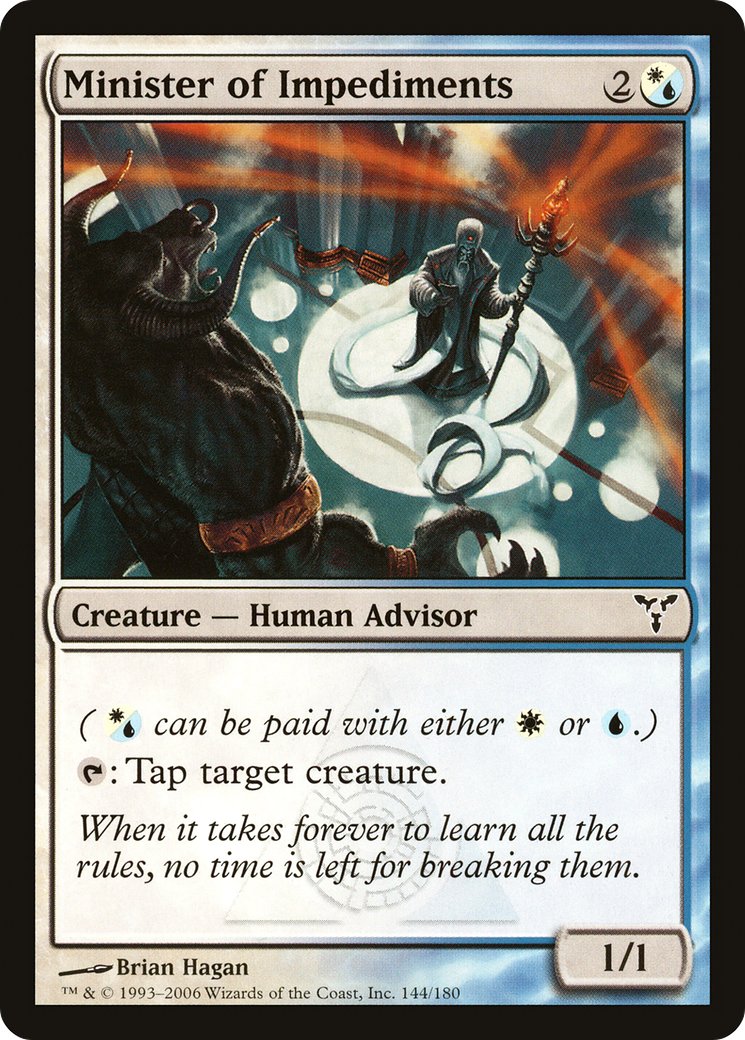 Minister of Impediments 2
Creature — Human Advisor
( can be paid with either or .)
: Tap target creature.
When it takes forever to learn all the
rules, no time is left for breaking them.
1/1
Brian Hagan
™ & © 1993–2006 Wizards of the Coast, Inc. 144/180